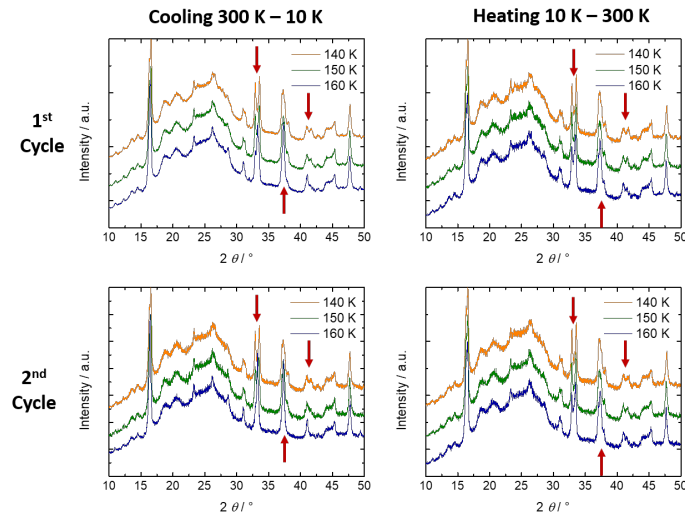 Cooling 300 K – 10 K
Heating 10 K – 300 K
1st
Cycle
Intensity / a.u.
140 K
150 K
160 K
10 15 20 25 30 35 40 45 50
2 θ / °
Intensity / a.u.
140 K
150 K
160 K
10 15 20 25 30 35 40 45 50
2 θ / °
2nd
Cycle
Intensity / a.u.
140 K
150 K
160 K
10 15 20 25 30 35 40 45 50
2 θ / °
Intensity / a.u.
140 K
150 K
160 K
10 15 20 25 30 35 40 45 50
2 θ / °